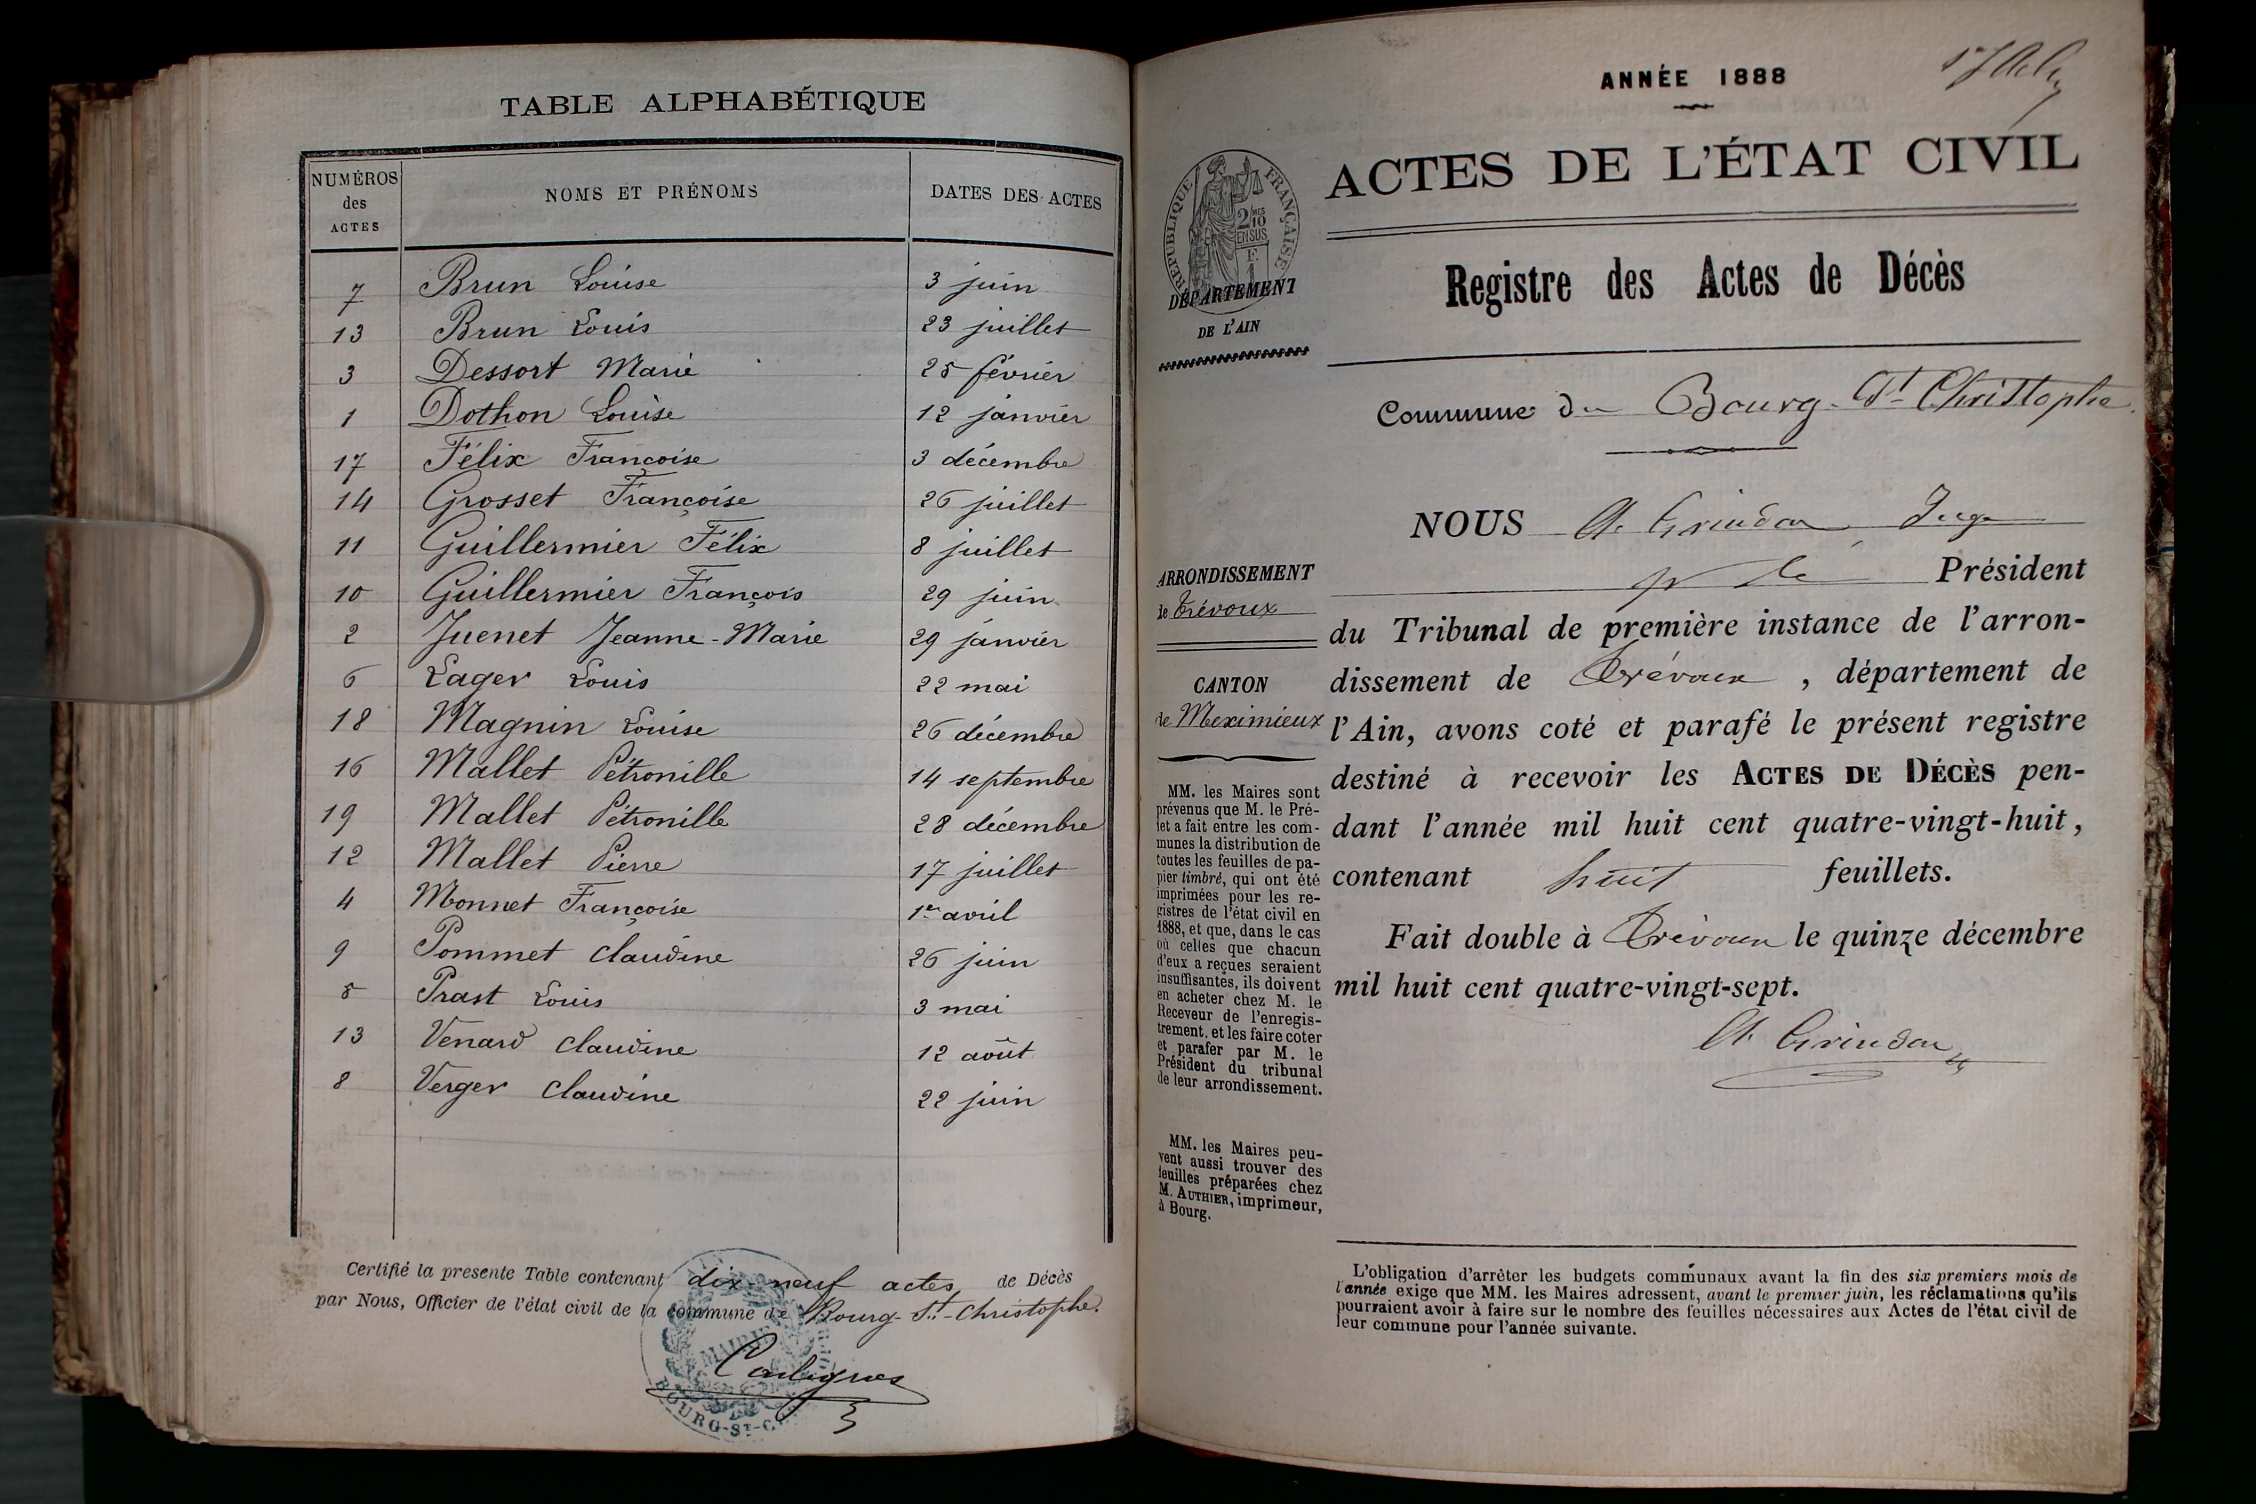 TABLE ALPHABÉTIQUE
NUMÉROS des ACTES NOMS ET PRÉNOMS DATES DES ACTES
7 Brun Louise 3 juin
13 Brun Louis 23 juillet
3 Dessort Marie 25 février
1 Dothon Louise 12 janvier
17 Félix Françoise 3 décembre
14 Grosset Françoise 26 juillet
11 Guillermier Félix 8 juillet
10 Guillermier François 29 juin
2 Juenet Jeanne-Marie 29 janvier
6 Lager Louis 22 mai
18 Magnin Louise 26 décembre
16 Mallet Pétronille 14 septembre
19 Mallet Pétronille 28 décembre
12 Mallet Pierre 17 juillet
4 Monnet Françoise 1er avril
9 Pommet Claudine 26 juin
5 Prast Louis 3 mai
13 Venard Claudine 12 août
8 Verger Claudine 22 juin
Certifié la presente Table contenant dix-neuf actes de Décès
par Nous, Officier de l'état civil de la commune de Bourg-St-Christophe.
MAIRIE
BOURG-ST-C
ANNÉE 1888
ACTES DE L'ÉTAT CIVIL
Registre des Actes de Décès
RÉPUBLIQUE FRANÇAISE
2/10 EN SUS
DÉPARTEMENT
DE L'AIN
Commune de Bourg-St-Christophe.
NOUS Grindon Juge
Président
du Tribunal de première instance de l'arron-
dissement de Trévoux, département de
l'Ain, avons coté et parafé le présent registre
destiné à recevoir les ACTES DE DÉCÈS pen-
dant l'année mil huit cent quatre-vingt-huit,
contenant huit feuillets.
Fait double à Trévoux le quinze décembre
mil huit cent quatre-vingt-sept.
Grindon
ARRONDISSEMENT
de Trévoux
CANTON
de Meximieux
MM. les Maires sont
prévenus que M. le Pré-
fet a fait entre les com-
munes la distribution de
toutes les feuilles de pa-
pier timbré, qui ont été
imprimées pour les re-
gistres de l'état civil en
1888, et que, dans le cas
où celles que chacun
d'eux a reçues seraient
insuffisantes, ils doivent
en acheter chez M. le
Receveur de l'enregis-
trement, et les faire coter
et parafer par M. le
Président du tribunal
de leur arrondissement.
MM. les Maires peu-
vent aussi trouver des
feuilles préparées chez
M. AUTHIER, imprimeur,
à Bourg.
L'obligation d'arrêter les budgets communaux avant la fin des six premiers mois de
l'année exige que MM. les Maires adressent, avant le premier juin, les réclamations qu'ils
pourraient avoir à faire sur le nombre des feuilles nécessaires aux Actes de l'état civil de
leur commune pour l'année suivante.